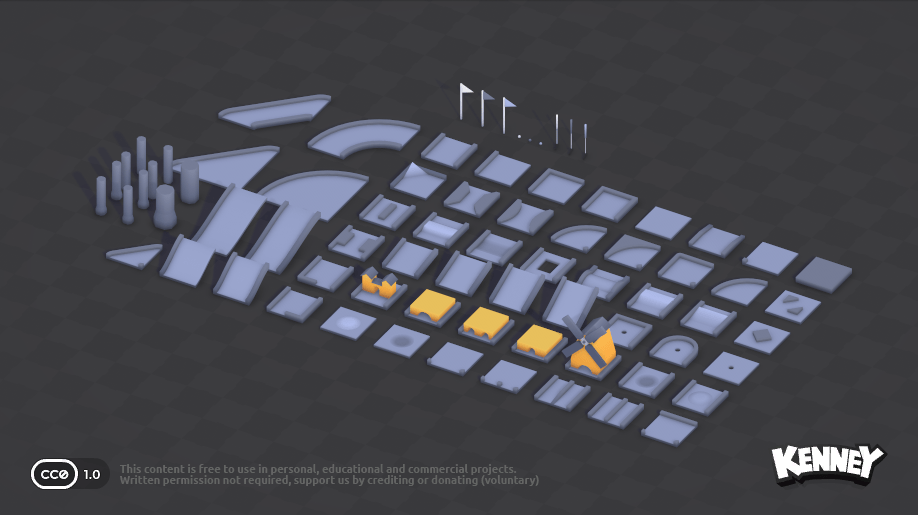 CC0 1.0
This content is free to use in personal, educational and commercial projects.
Written permission not required, support us by crediting or donating (voluntary)
KENNEY